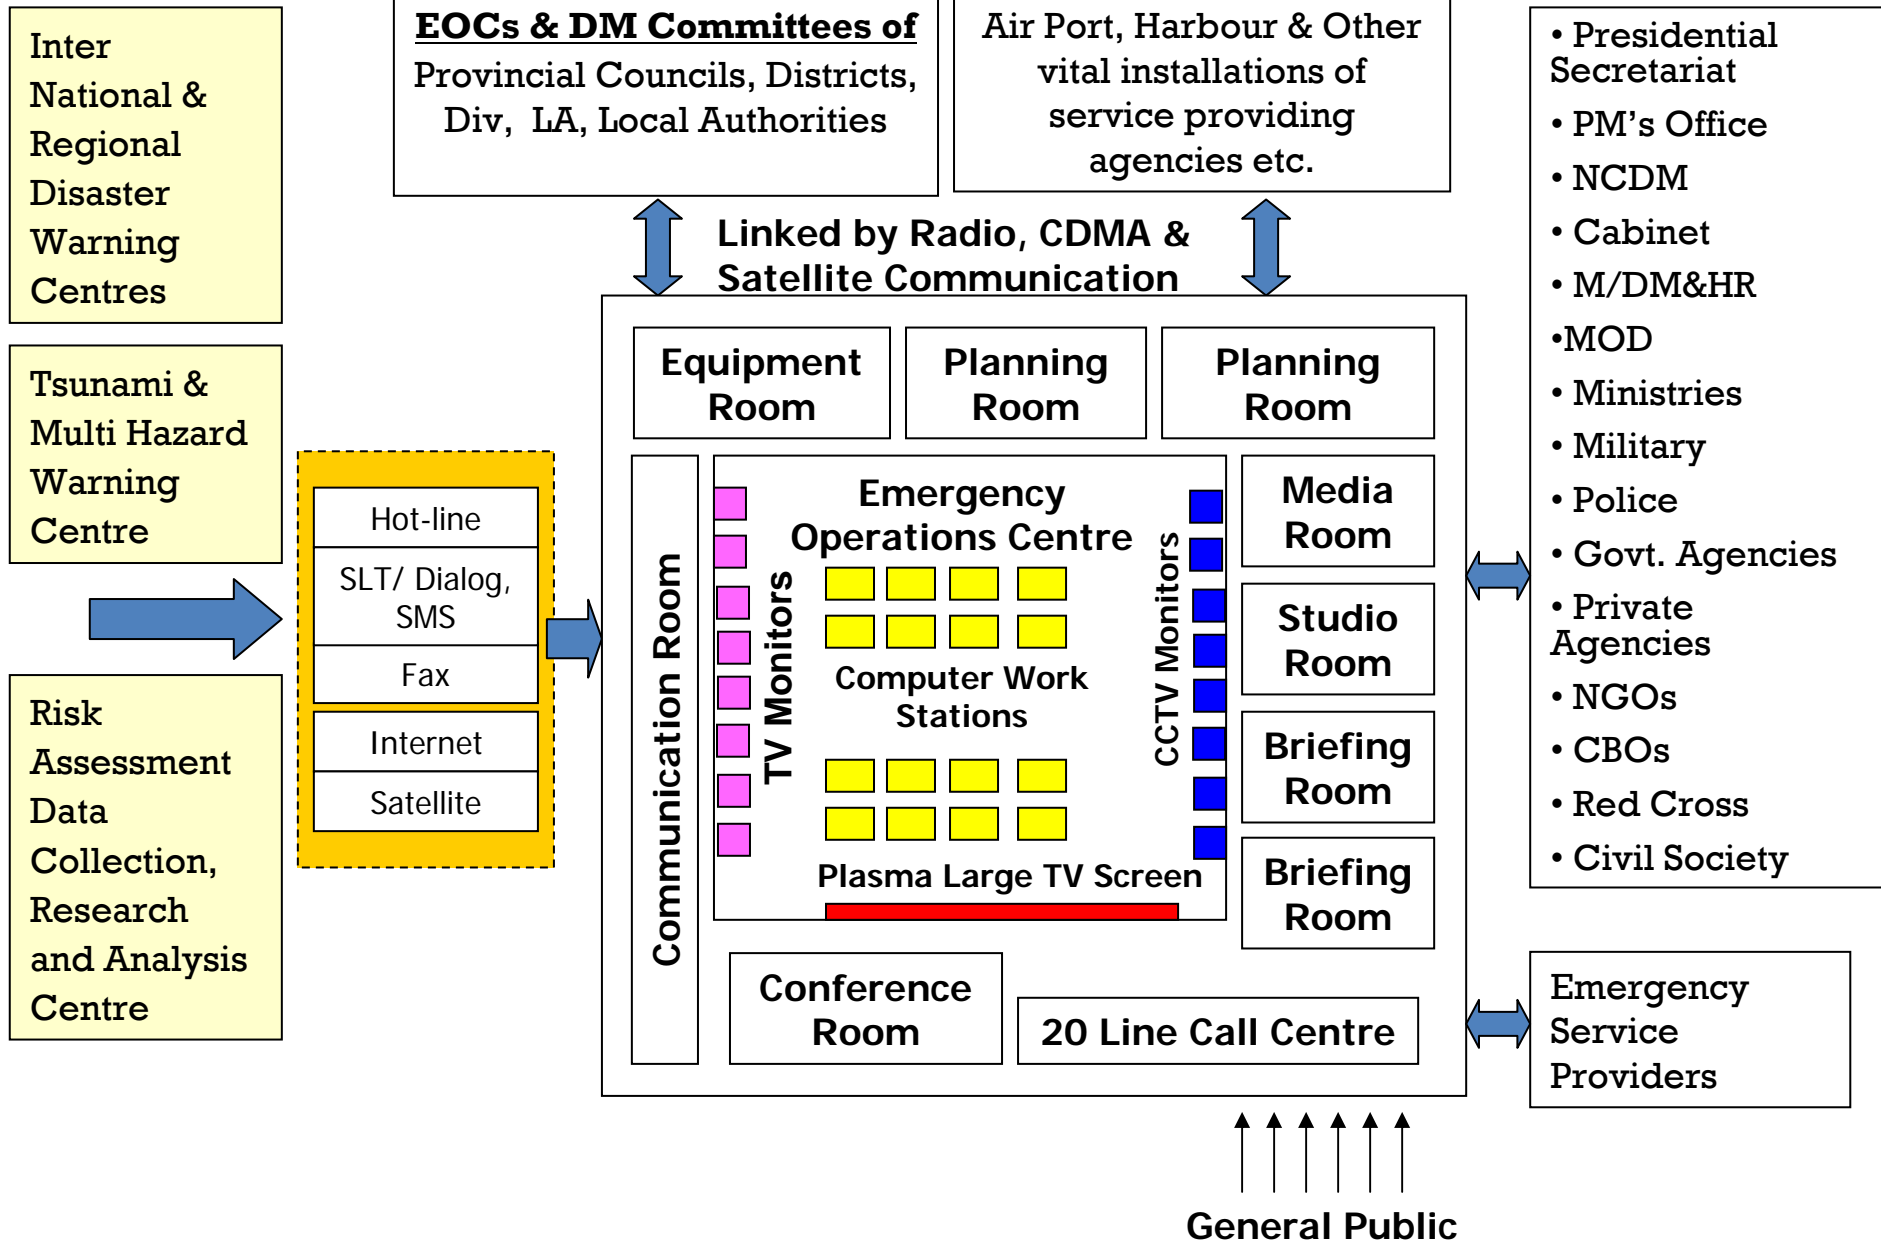 Inter
National &
Regional
Disaster
Warning
Centres
Tsunami &
Multi Hazard
Warning
Centre
Risk
Assessment
Data
Collection,
Research
and Analysis
Centre
Hot-line
SLT/ Dialog,
SMS
Fax
Internet
Satellite
EOCs & DM Committees of
Provincial Councils, Districts,
Div, LA, Local Authorities
Air Port, Harbour & Other
vital installations of
service providing
agencies etc.
Linked by Radio, CDMA &
Satellite Communication
Equipment
Room
Planning
Room
Planning
Room
Communication Room
TV Monitors
Emergency
Operations Centre
Computer Work
Stations
Plasma Large TV Screen
CCTV Monitors
Media
Room
Studio
Room
Briefing
Room
Briefing
Room
Conference
Room
20 Line Call Centre
General Public
• Presidential
Secretariat
• PM's Office
• NCDM
• Cabinet
• M/DM&HR
•MOD
• Ministries
• Military
• Police
• Govt. Agencies
• Private
Agencies
• NGOs
• CBOs
• Red Cross
• Civil Society
Emergency
Service
Providers